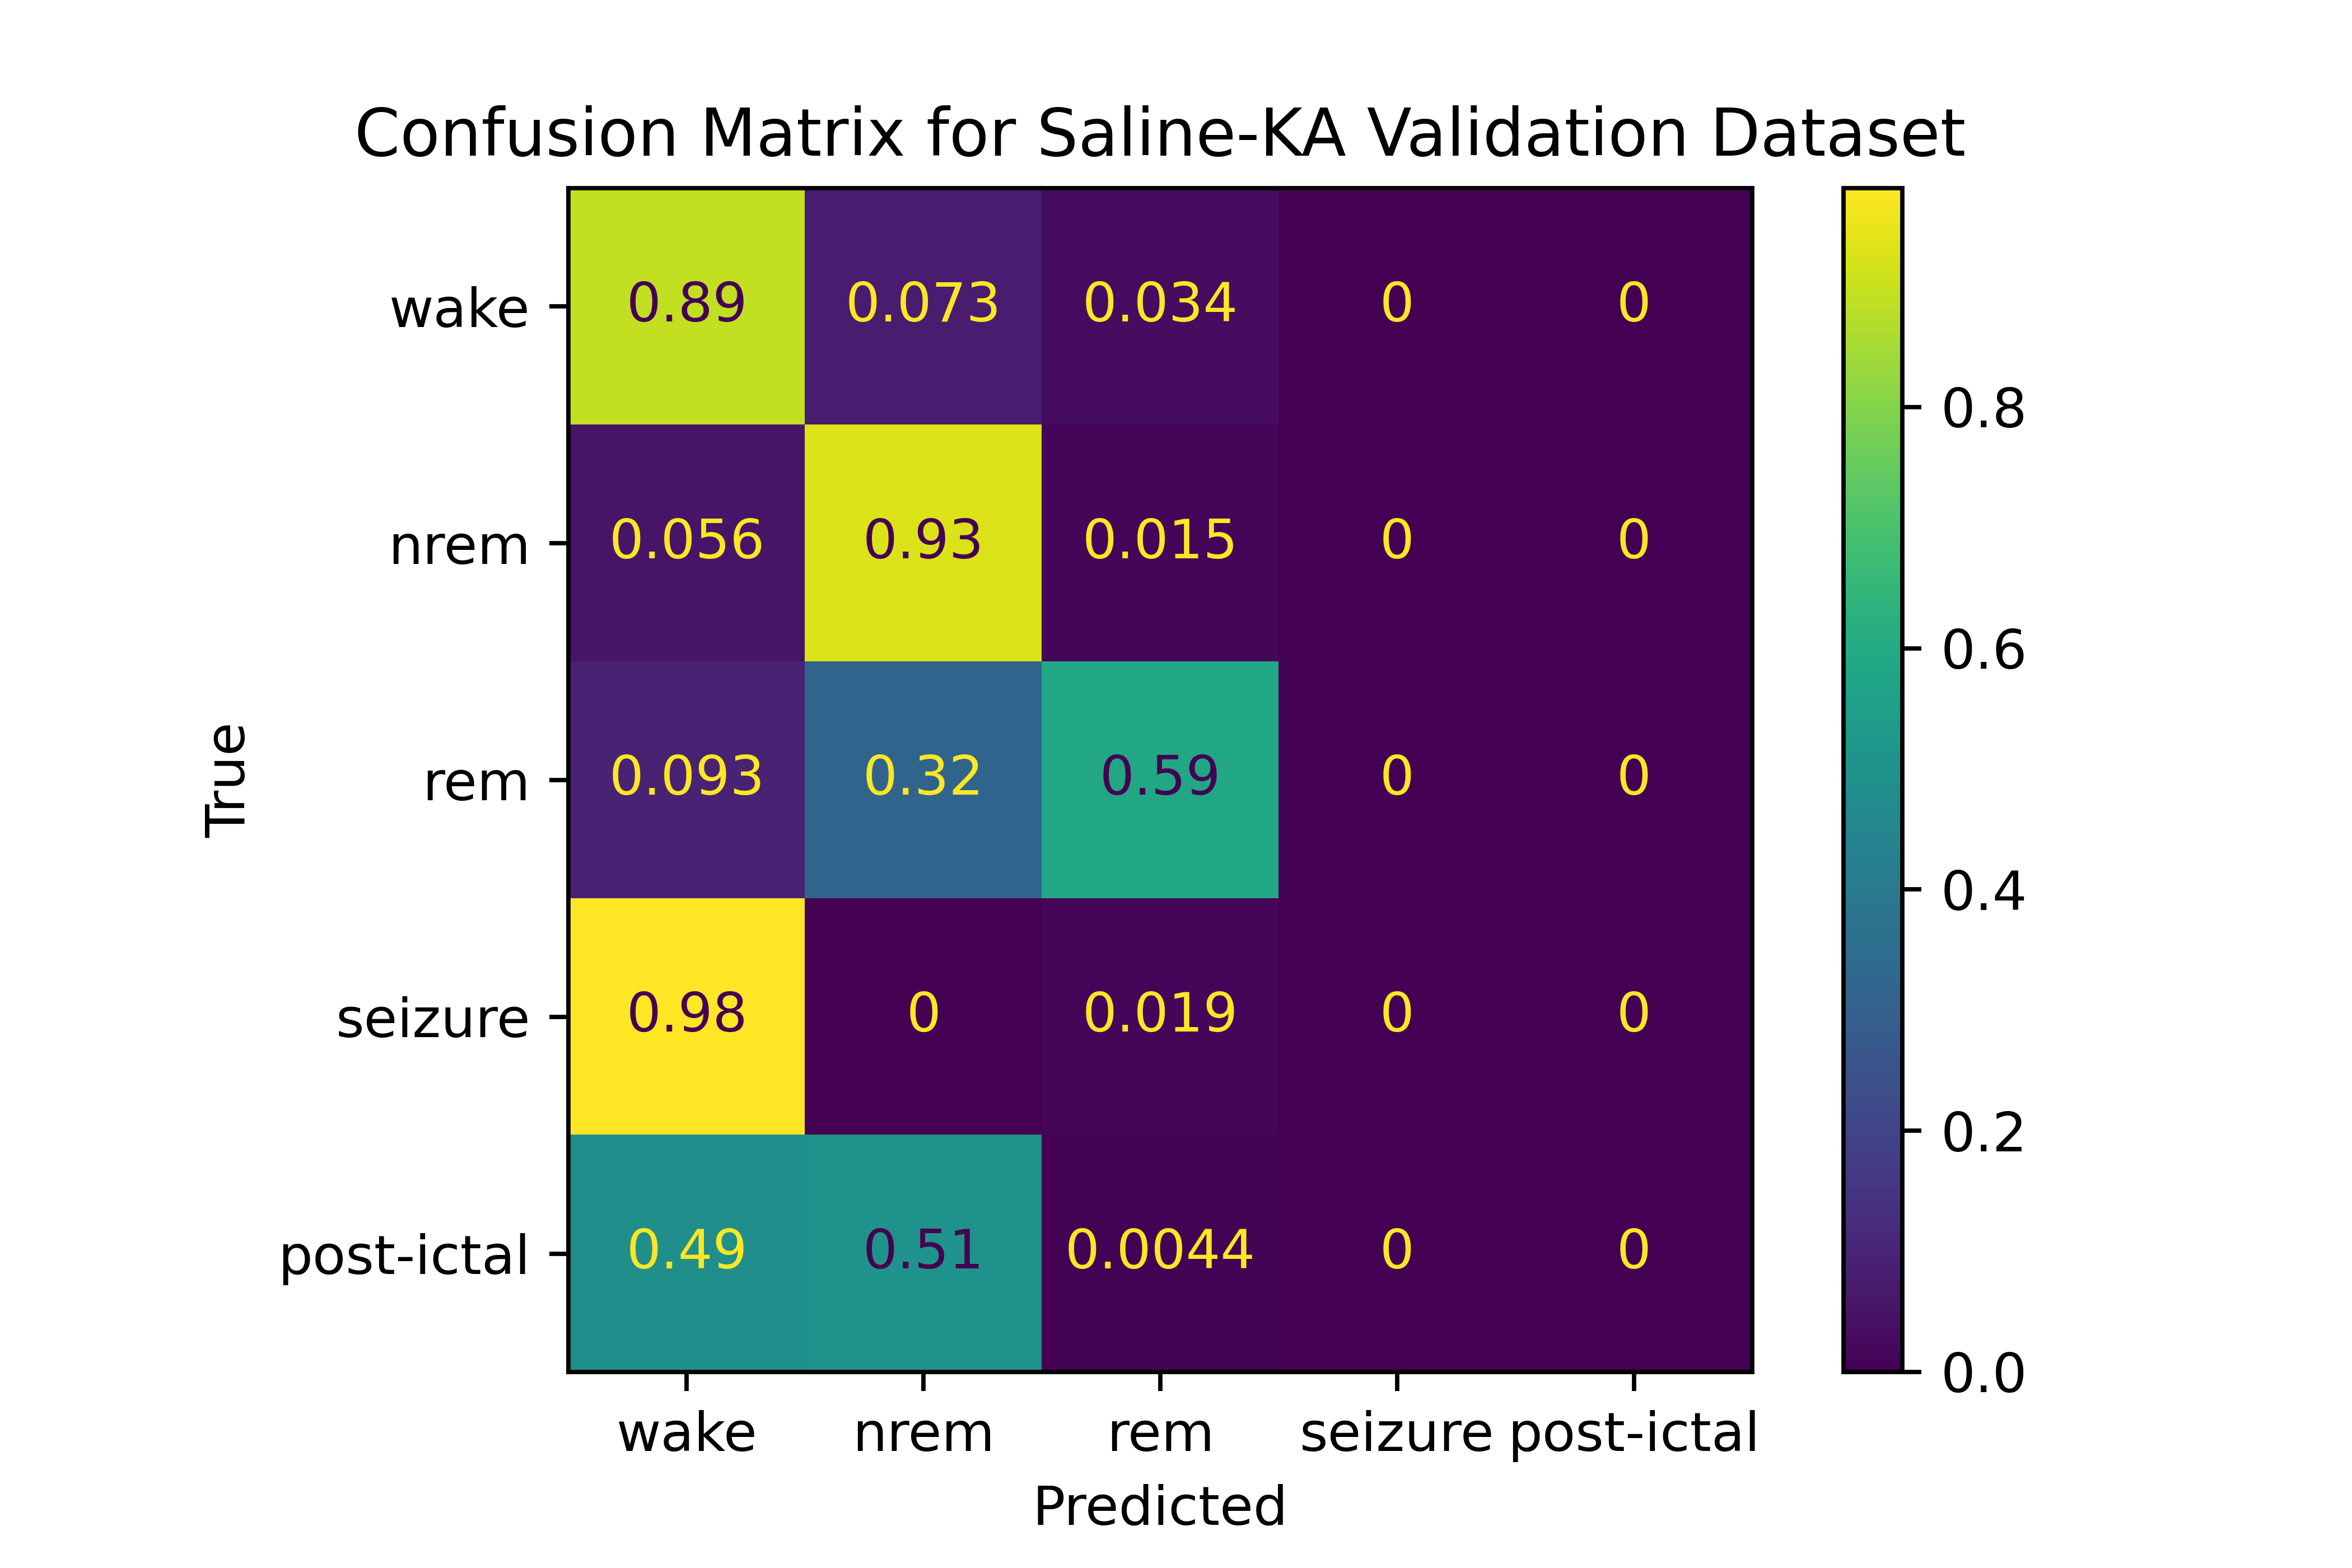 Confusion Matrix for Saline-KA Validation Dataset
wake 0.89 0.073 0.034 0 0
nrem 0.056 0.93 0.015 0 0
rem 0.093 0.32 0.59 0 0
seizure 0.98 0 0.019 0 0
post-ictal 0.49 0.51 0.0044 0 0
True
wake nrem rem seizure post-ictal
Predicted
0.8
0.6
0.4
0.2
0.0